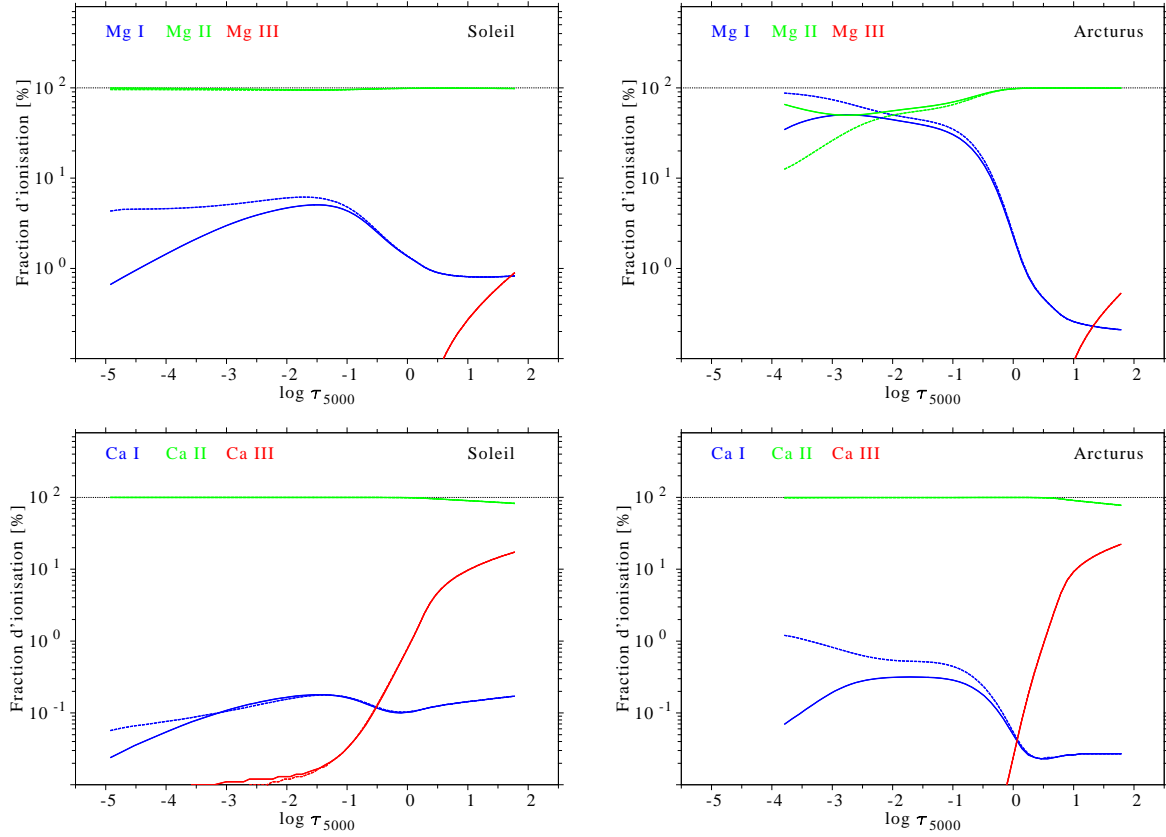 Mg I Mg II Mg III Soleil
Fraction d'ionisation [%]
10^2
10^1
10^0
-5 -4 -3 -2 -1 0 1 2
log τ5000
Mg I Mg II Mg III Arcturus
Fraction d'ionisation [%]
10^2
10^1
10^0
-5 -4 -3 -2 -1 0 1 2
log τ5000
Ca I Ca II Ca III Soleil
Fraction d'ionisation [%]
10^2
10^1
10^0
10^-1
-5 -4 -3 -2 -1 0 1 2
log τ5000
Ca I Ca II Ca III Arcturus
Fraction d'ionisation [%]
10^2
10^1
10^0
10^-1
-5 -4 -3 -2 -1 0 1 2
log τ5000